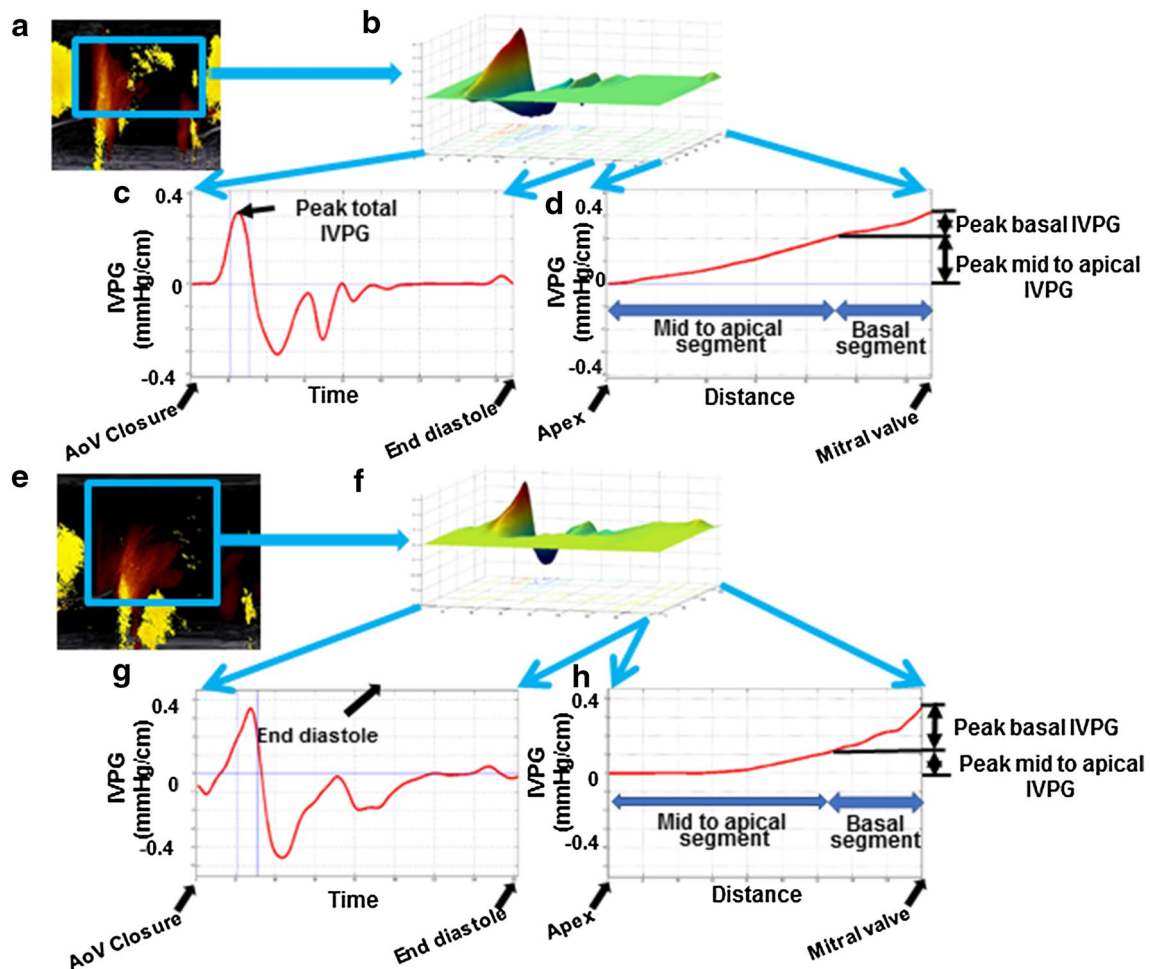 a
b
c
0.4
0
-0.4
IVPG
(mmHg/cm)
Peak total
IVPG
Time
AoV Closure
End diastole
d
0.4
0
-0.4
IVPG
(mmHg/cm)
Peak basal IVPG
Peak mid to apical
IVPG
Mid to apical
segment
Basal
segment
Distance
Apex
Mitral valve
e
f
g
0.4
0
-0.4
IVPG
(mmHg/cm)
End diastole
Time
AoV Closure
End diastole
h
0.4
0
-0.4
IVPG
(mmHg/cm)
Peak basal IVPG
Peak mid to apical
IVPG
Mid to apical
segment
Basal
segment
Distance
Apex
Mitral valve